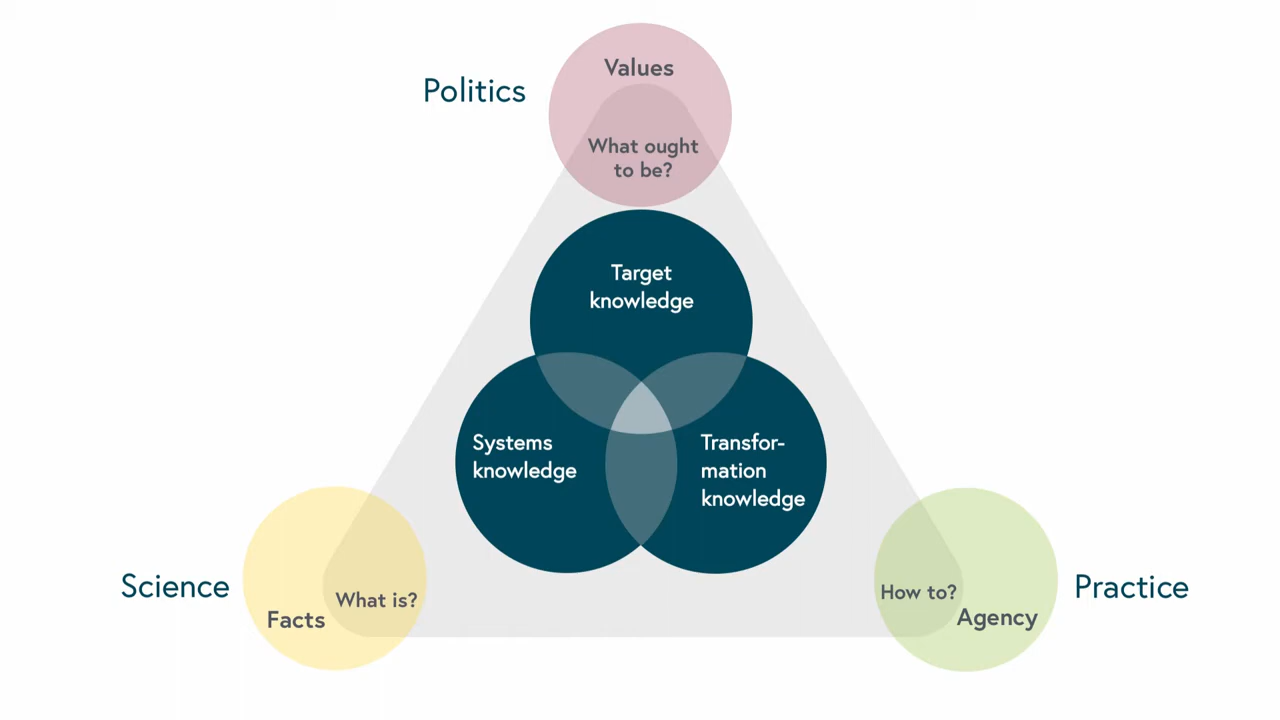 Values
Politics
What ought
to be?
Target
knowledge
Systems
knowledge
Transfor-
mation
knowledge
Science
What is?
Facts
How to?
Agency
Practice